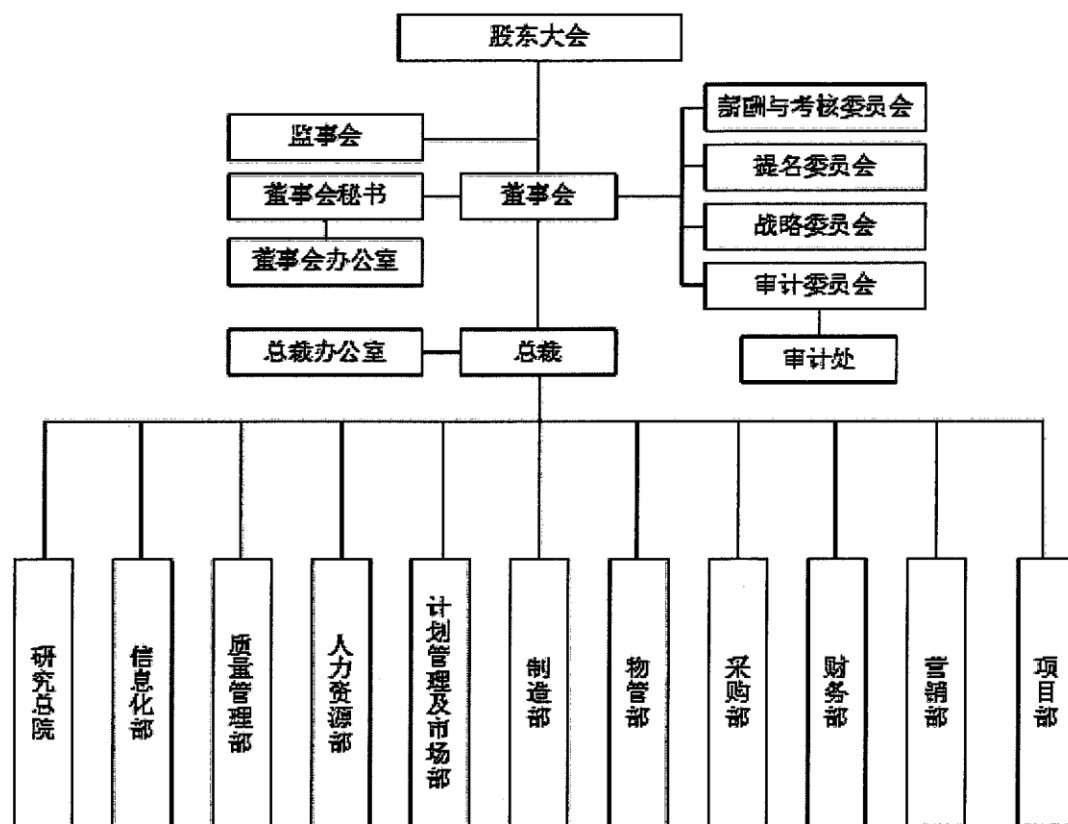 股东大会
监事会
薪酬与考核委员会
提名委员会
董事会秘书
董事会
战略委员会
董事会办公室
审计委员会
总裁办公室
总裁
审计处
研究总院
信息化部
质量管理部
人力资源部
计划管理及市场部
制造部
物管部
采购部
财务部
营销部
项目部